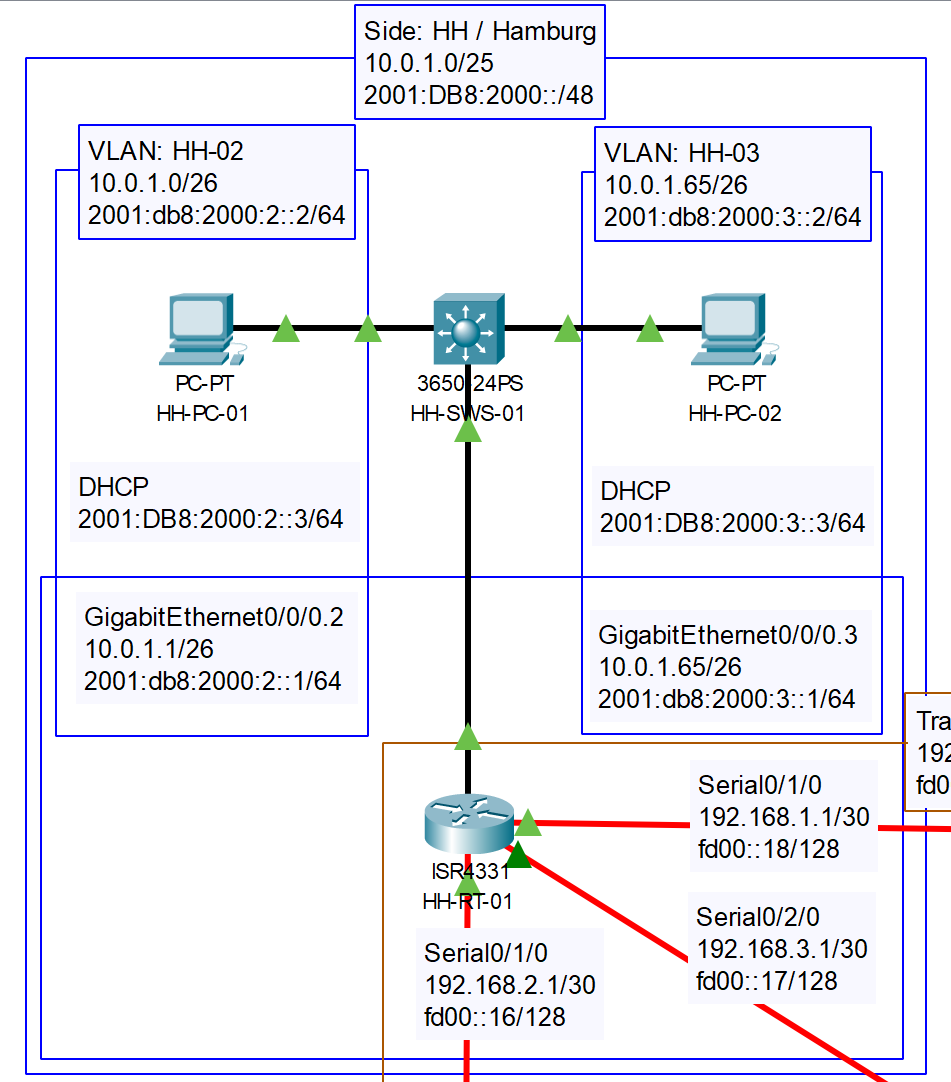 Side: HH / Hamburg
10.0.1.0/25
2001:DB8:2000::/48
VLAN: HH-02
10.0.1.0/26
2001:db8:2000:2::2/64
VLAN: HH-03
10.0.1.65/26
2001:db8:2000:3::2/64
PC-PT
HH-PC-01
3650-24PS
HH-SWS-01
PC-PT
HH-PC-02
DHCP
2001:DB8:2000:2::3/64
DHCP
2001:DB8:2000:3::3/64
GigabitEthernet0/0/0.2
10.0.1.1/26
2001:db8:2000:2::1/64
GigabitEthernet0/0/0.3
10.0.1.65/26
2001:db8:2000:3::1/64
Tra
192
fd0
ISR4331
HH-RT-01
Serial0/1/0
192.168.1.1/30
fd00::18/128
Serial0/2/0
192.168.3.1/30
fd00::17/128
Serial0/1/0
192.168.2.1/30
fd00::16/128